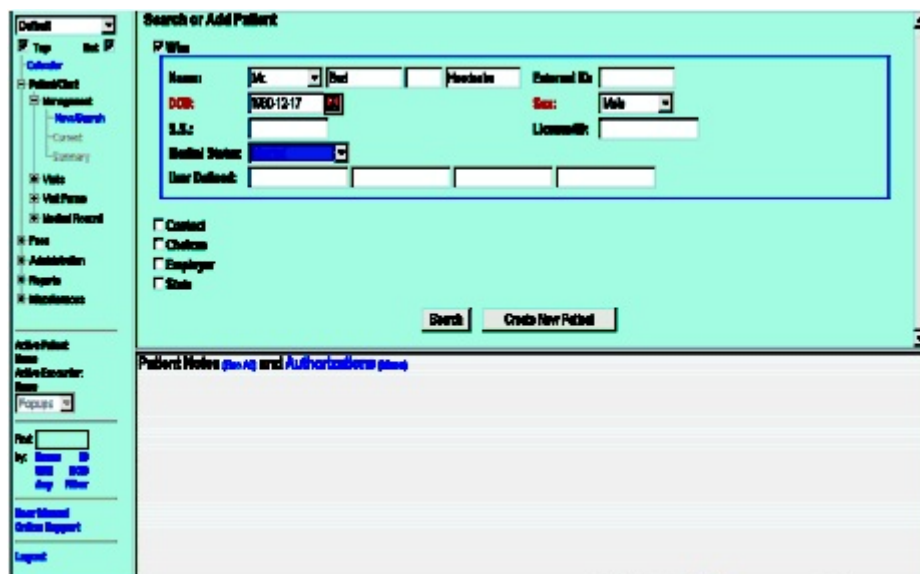 Default
Search or Add Patient
Top Bot
Who
Calendar
Name: Mr. Bad Headache External ID:
Patient/Client
DOB: 1980-12-17 Sex: Male
Management
New/Search
S.S.: License/ID:
Current
Summary
Marital Status:
Visits
User Defined:
Visit Forms
Medical Record
Contact
Fees
Choices
Administration
Employer
Reports
Stats
Miscellaneous
Search Create New Patient
Active Patient:
None
Patient Notes (See All) and Authorizations (More)
Active Encounter:
None
Popups
Find:
by: Name ID
SSN DOB
Any Filter
User Manual
Online Support
Logout